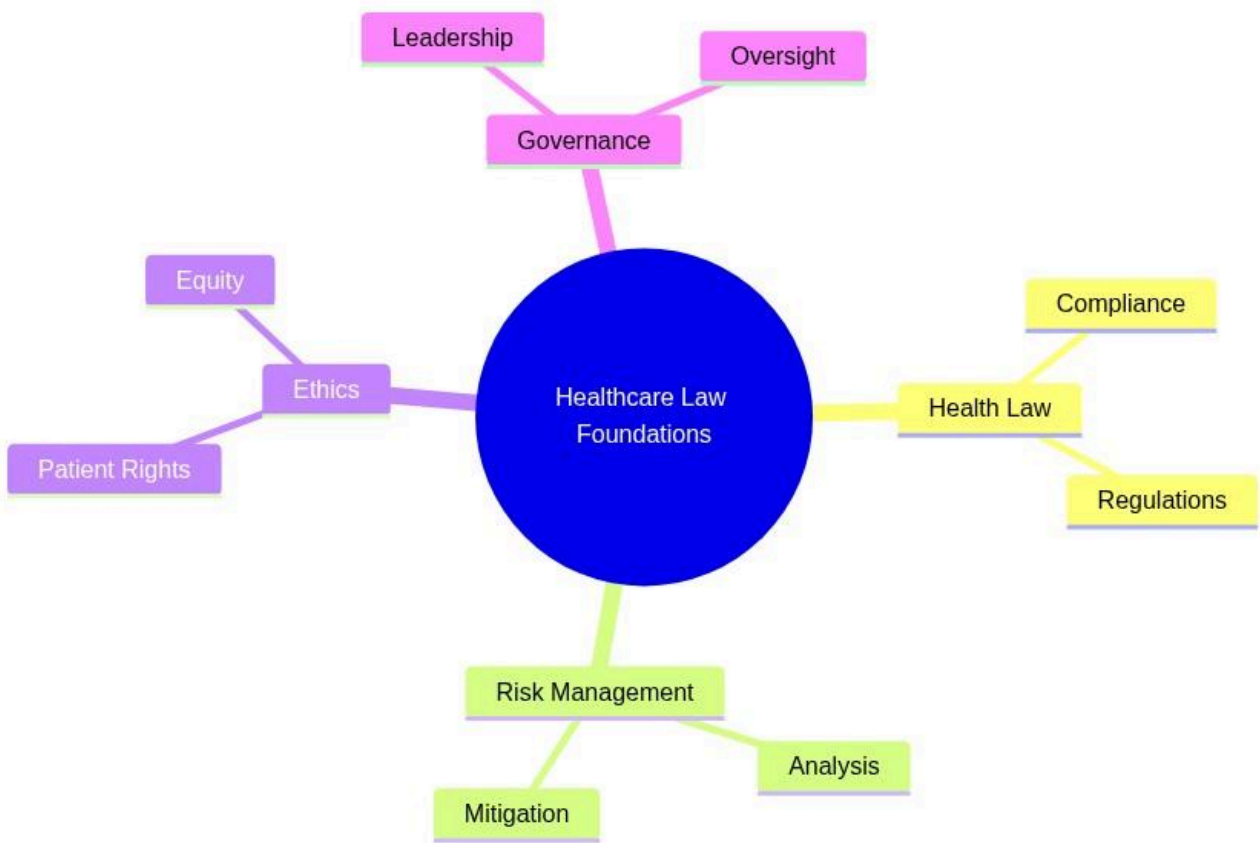 Leadership
Oversight
Governance
Equity
Compliance
Ethics
Healthcare Law
Foundations
Health Law
Patient Rights
Regulations
Risk Management
Analysis
Mitigation